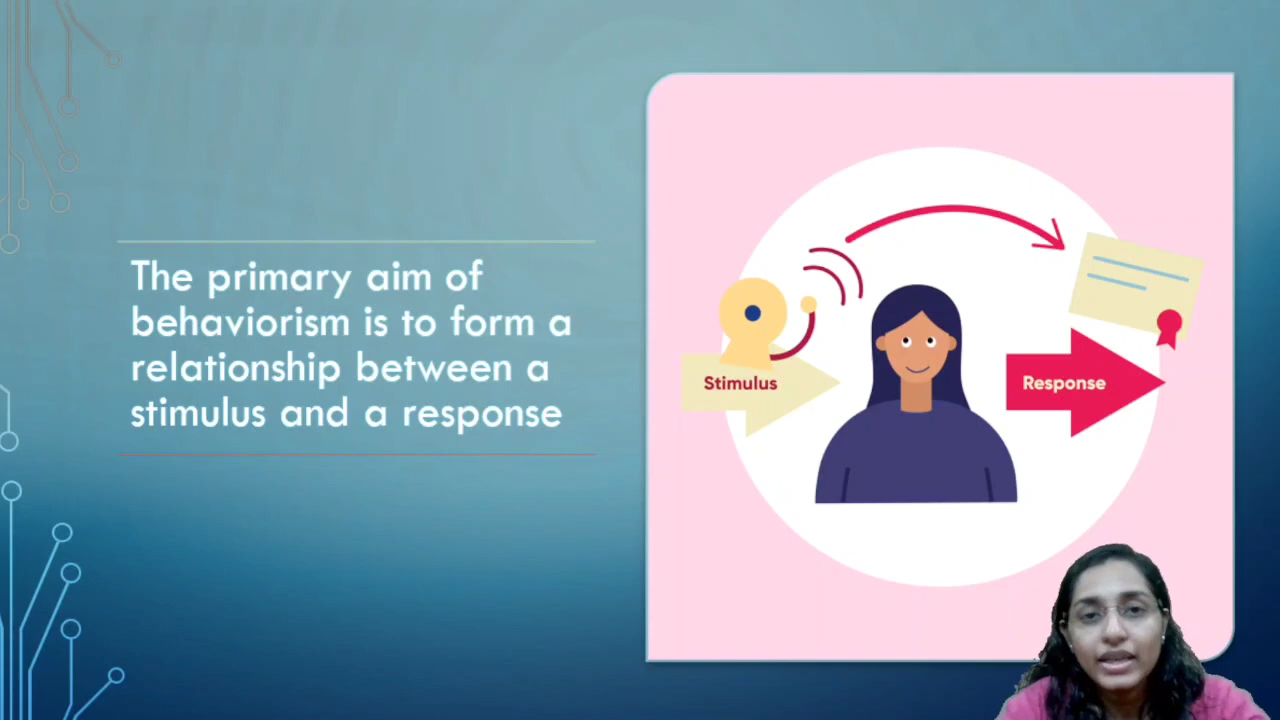 The primary aim of
behaviorism is to form a
relationship between a
stimulus and a response
Stimulus
Response